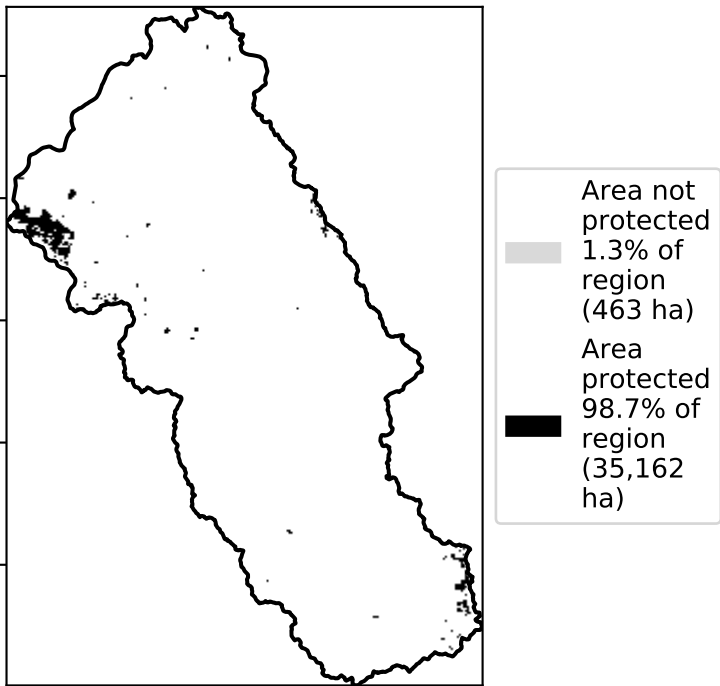 Area not
protected
1.3% of
region
(463 ha)
Area
protected
98.7% of
region
(35,162
ha)